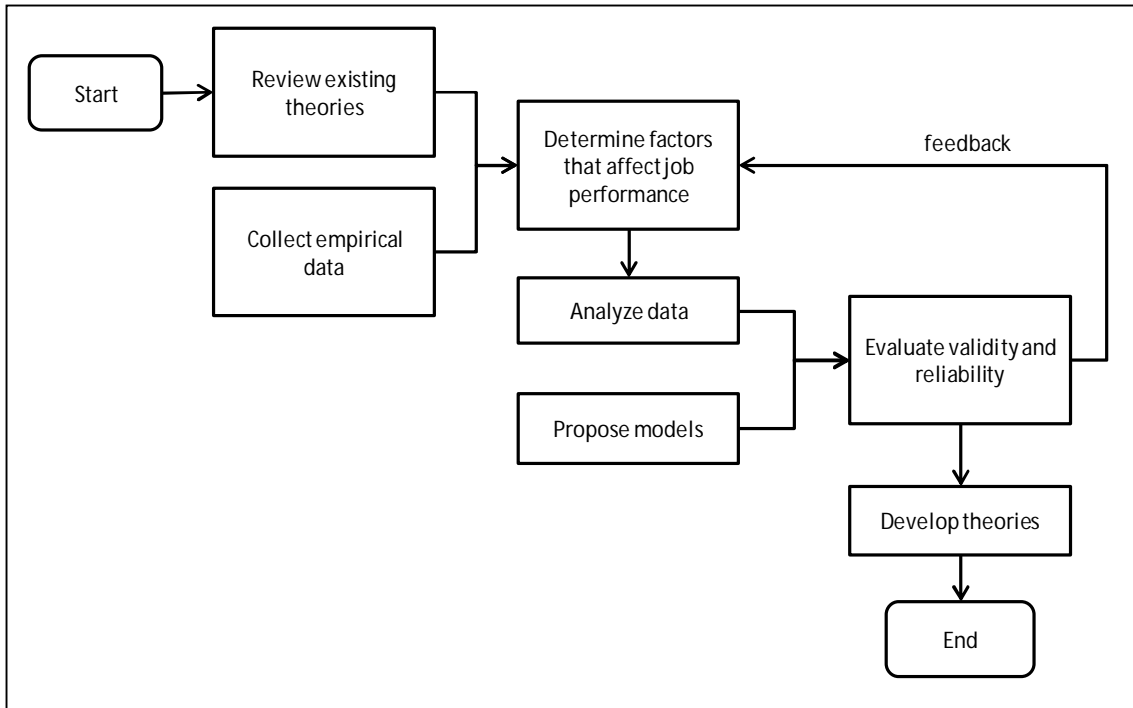 Start
Review existing
theories
Collect empirical
data
Determine factors
that affect job
performance
feedback
Analyze data
Propose models
Evaluate validity and
reliability
Develop theories
End